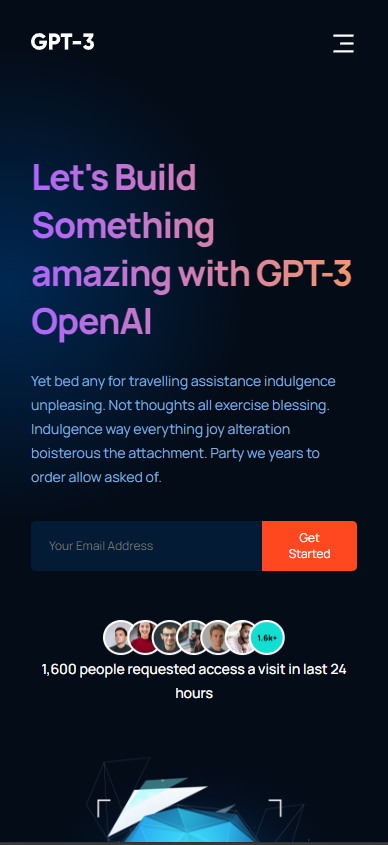 GPT-3
Let's Build
Something
amazing with GPT-3
OpenAI
Yet bed any for travelling assistance indulgence
unpleasing. Not thoughts all exercise blessing.
Indulgence way everything joy alteration
boisterous the attachment. Party we years to
order allow asked of.
Your Email Address
Get
Started
1.6k+
1,600 people requested access a visit in last 24
hours